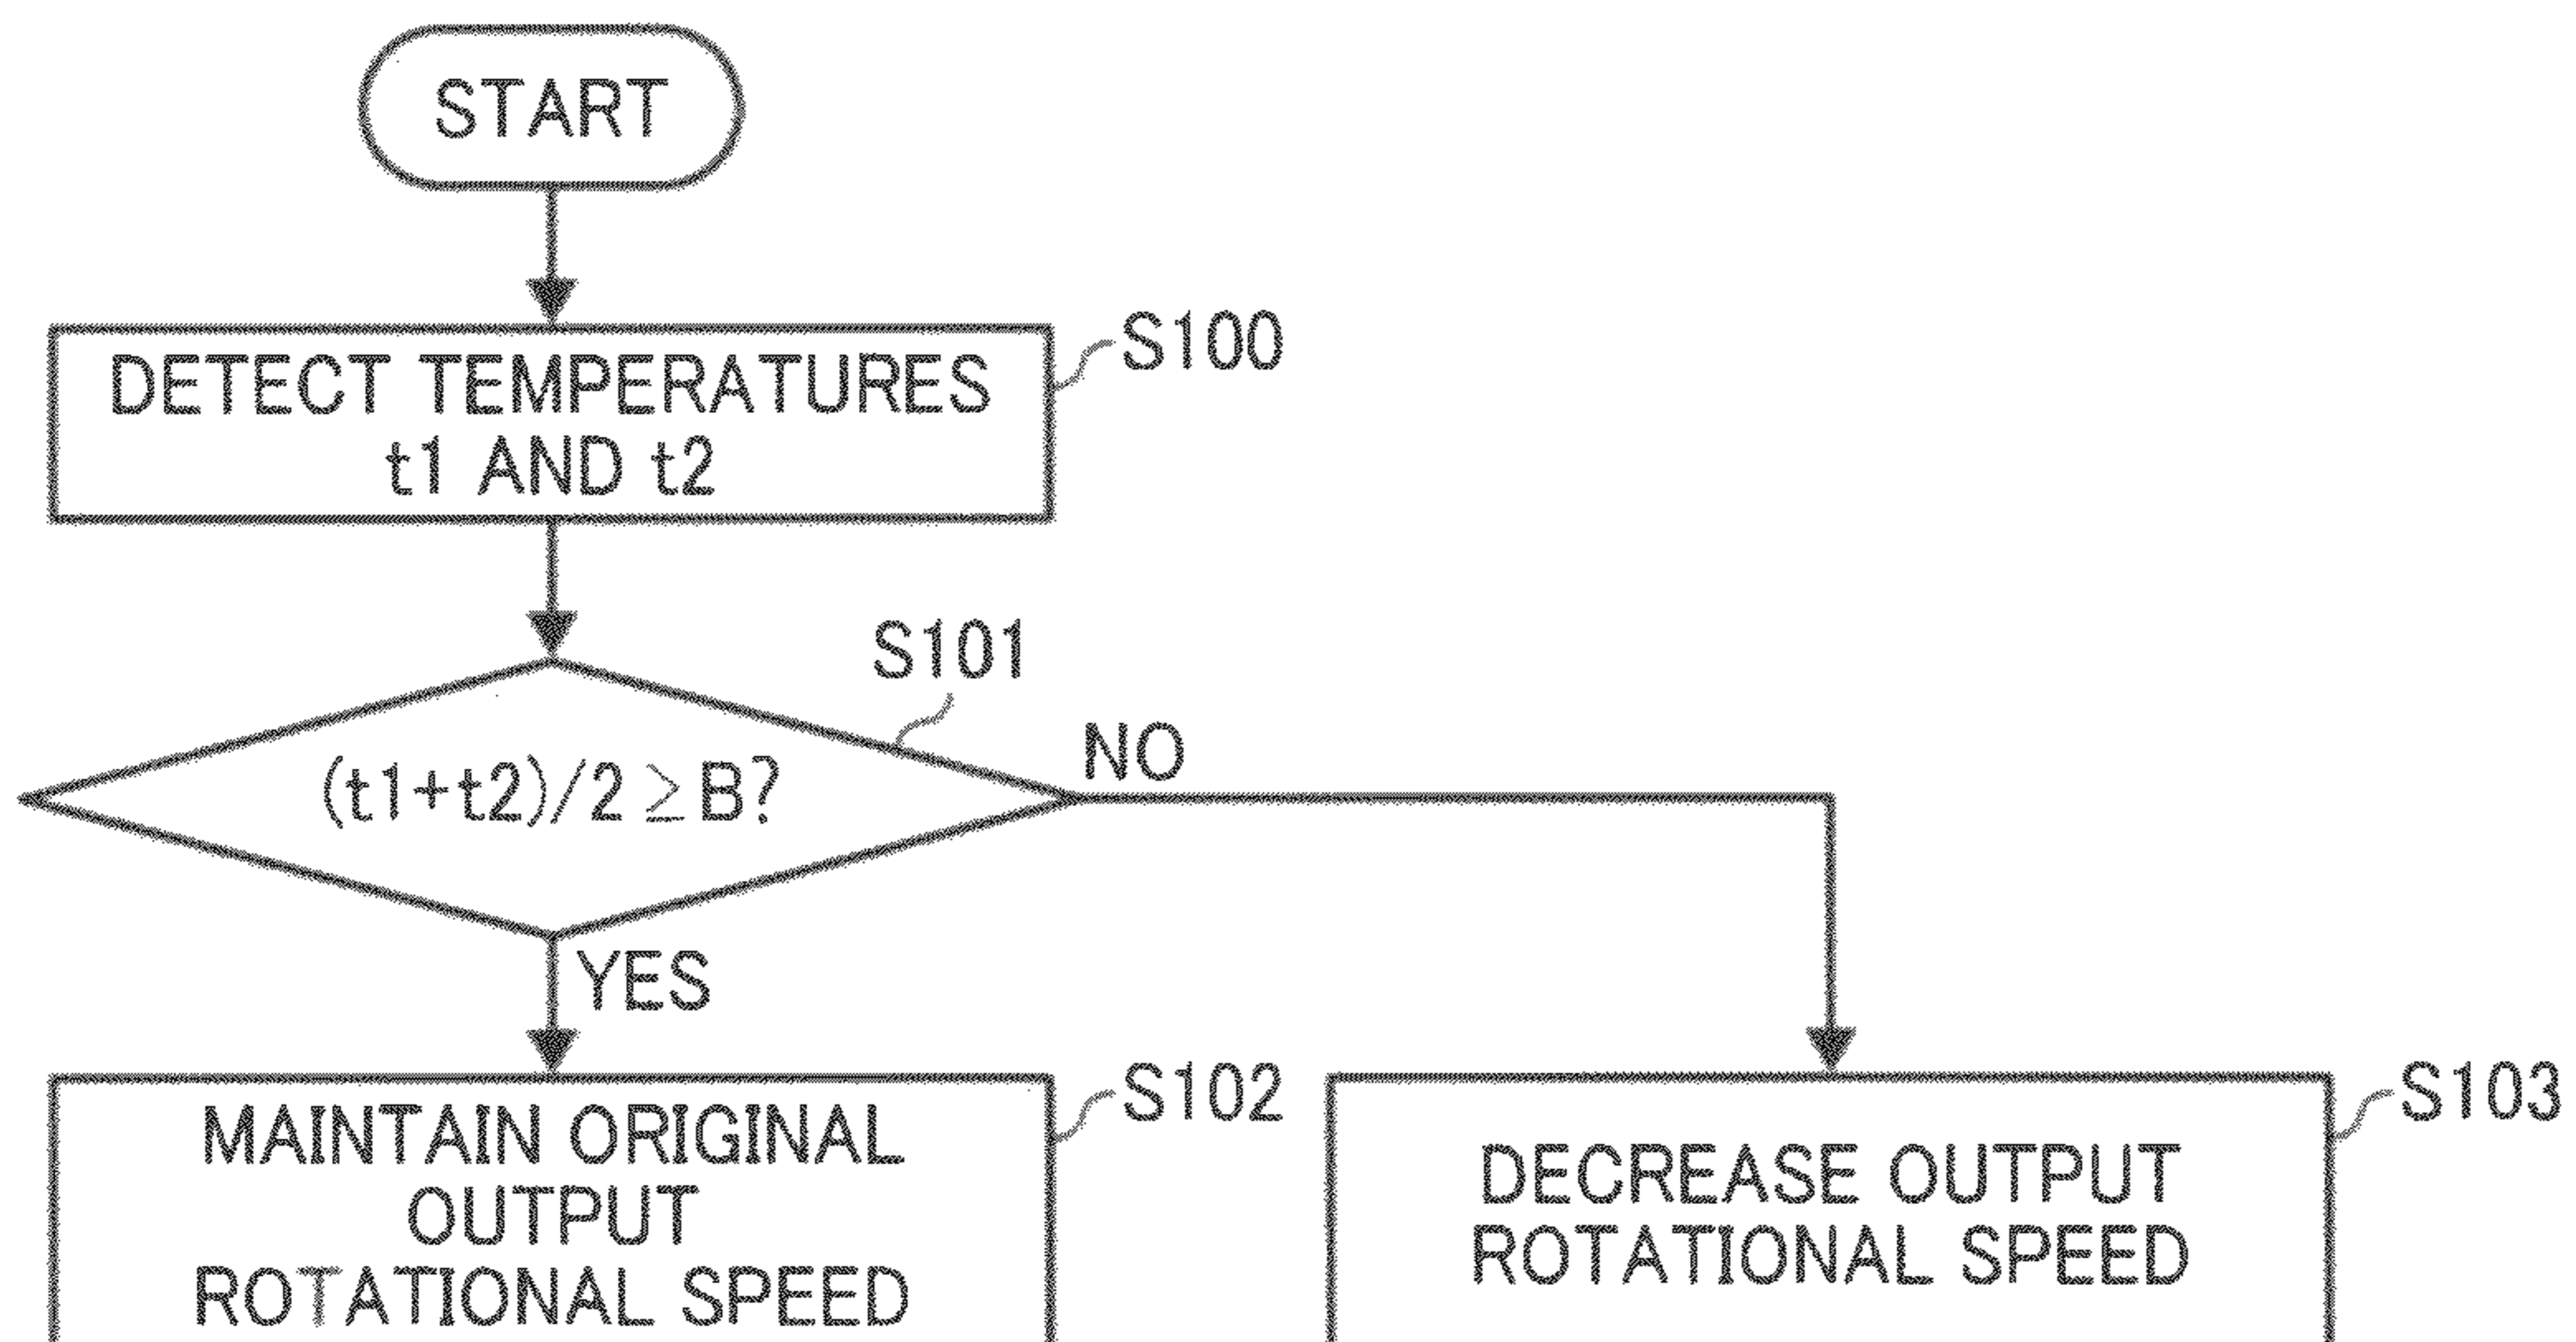 START
DETECT TEMPERATURES
t1 AND t2
S100
S101
(t1+t2)/2 ≥ B?
NO
YES
MAINTAIN ORIGINAL
OUTPUT
ROTATIONAL SPEED
S102
DECREASE OUTPUT
ROTATIONAL SPEED
S103